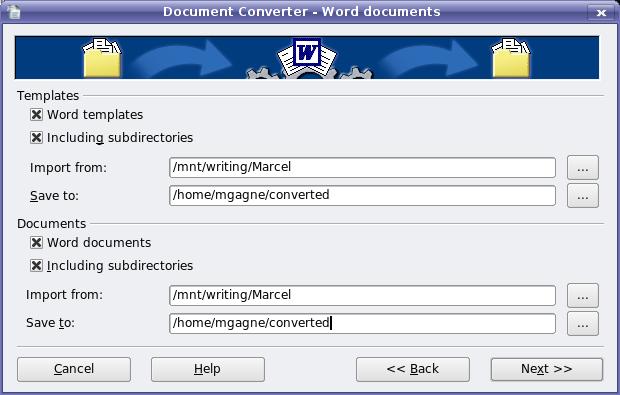 Document Converter - Word documents
W
Templates
Word templates
Including subdirectories
Import from: /mnt/writing/Marcel ...
Save to: /home/mgagne/converted ...
Documents
Word documents
Including subdirectories
Import from: /mnt/writing/Marcel ...
Save to: /home/mgagne/converted ...
Cancel Help << Back Next >>